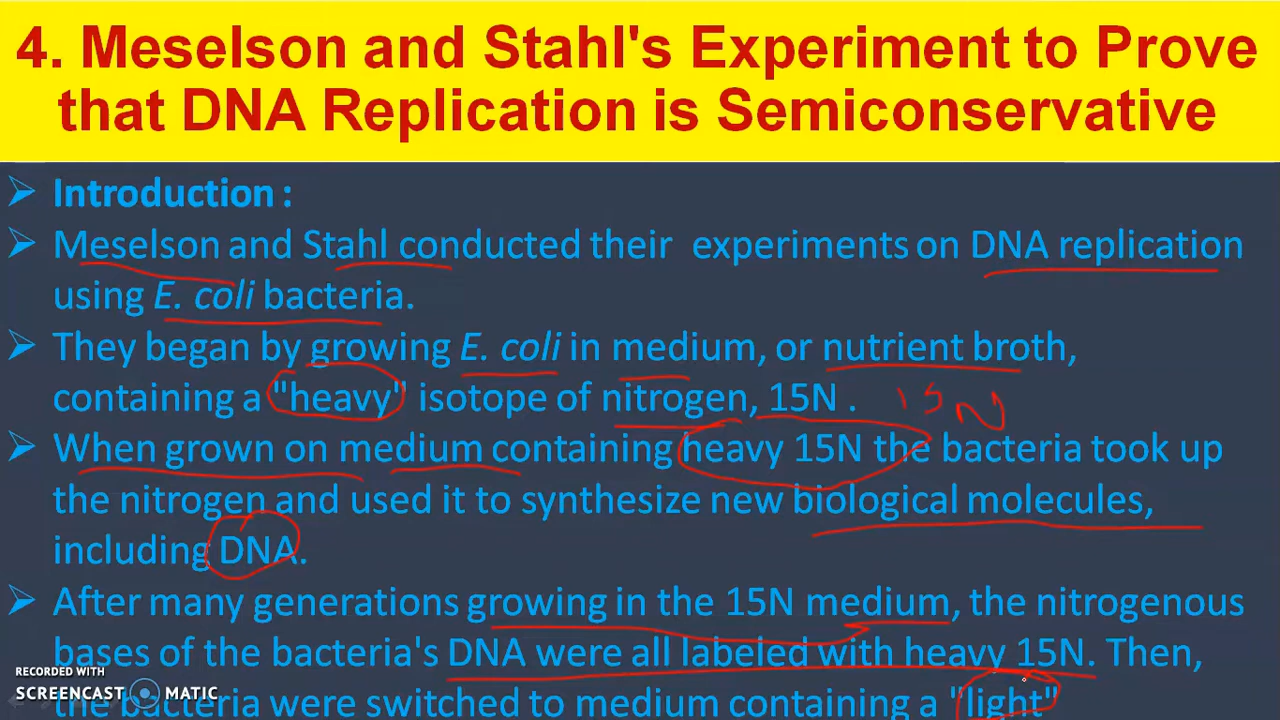 4. Meselson and Stahl's Experiment to Prove
that DNA Replication is Semiconservative
Introduction :
Meselson and Stahl conducted their experiments on DNA replication
using E. coli bacteria.
They began by growing E. coli in medium, or nutrient broth,
containing a "heavy" isotope of nitrogen, 15N .
15 N
When grown on medium containing heavy 15N the bacteria took up
the nitrogen and used it to synthesize new biological molecules,
including DNA.
After many generations growing in the 15N medium, the nitrogenous
bases of the bacteria's DNA were all labeled with heavy 15N. Then,
the bacteria were switched to medium containing a "light"
RECORDED WITH
SCREENCAST MATIC